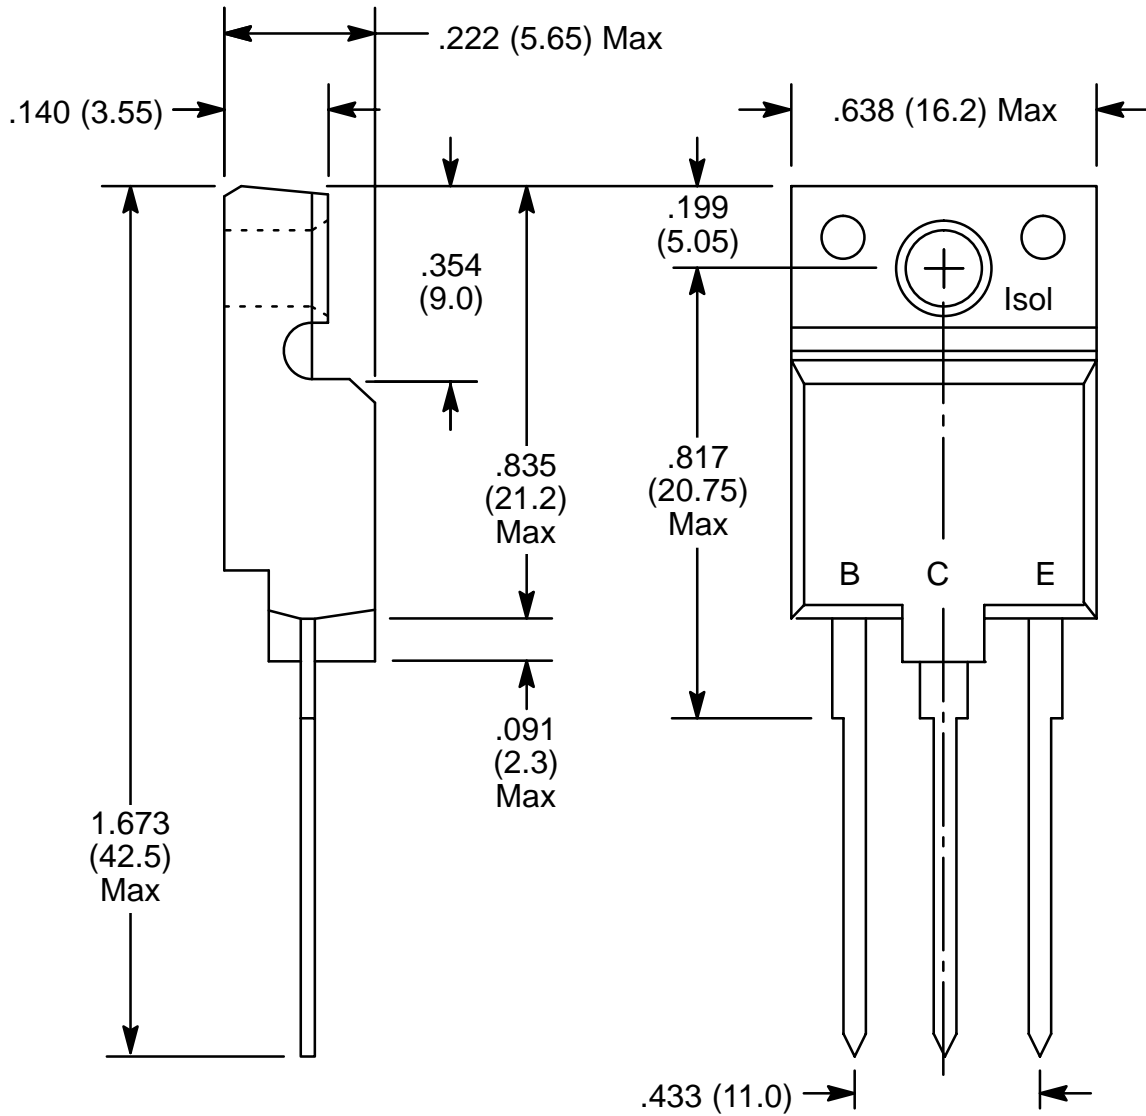 .222 (5.65) Max
.140 (3.55)
.638 (16.2) Max
.199
(5.05)
.354
(9.0)
Isol
.835
(21.2)
Max
.817
(20.75)
Max
B C E
.091
(2.3)
Max
1.673
(42.5)
Max
.433 (11.0)